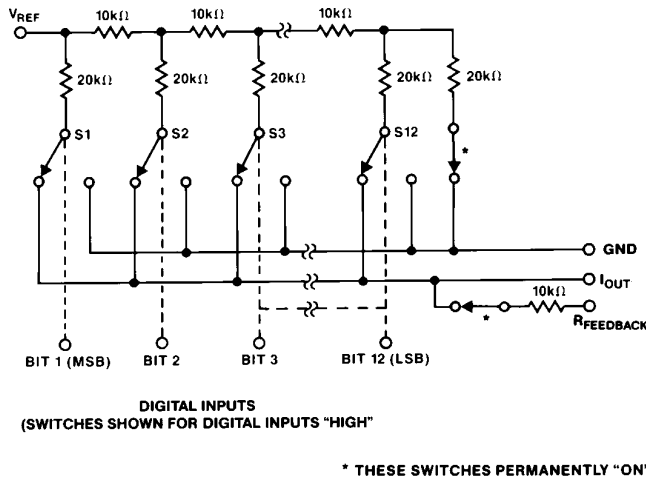 VREF
10kΩ 10kΩ 10kΩ
20kΩ 20kΩ 20kΩ 20kΩ 20kΩ
S1 S2 S3 S12 *
GND
IOUT
10kΩ
*
RFEEDBACK
BIT 1 (MSB) BIT 2 BIT 3 BIT 12 (LSB)
DIGITAL INPUTS
(SWITCHES SHOWN FOR DIGITAL INPUTS “HIGH”
* THESE SWITCHES PERMANENTLY “ON”